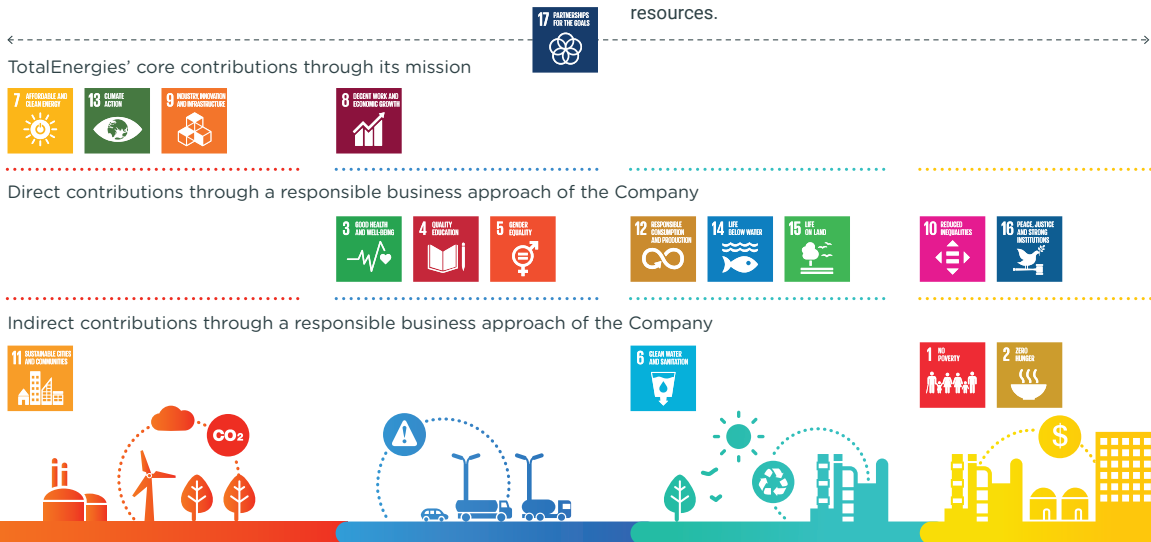 resources.
17 PARTNERSHIPS
FOR THE GOALS
TotalEnergies’ core contributions through its mission
7 AFFORDABLE AND
CLEAN ENERGY
13 CLIMATE
ACTION
9 INDUSTRY, INNOVATION
AND INFRASTRUCTURE
8 DECENT WORK AND
ECONOMIC GROWTH
Direct contributions through a responsible business approach of the Company
3 GOOD HEALTH
AND WELL-BEING
4 QUALITY
EDUCATION
5 GENDER
EQUALITY
12 RESPONSIBLE
CONSUMPTION
AND PRODUCTION
14 LIFE
BELOW WATER
15 LIFE
ON LAND
10 REDUCED
INEQUALITIES
16 PEACE, JUSTICE
AND STRONG
INSTITUTIONS
Indirect contributions through a responsible business approach of the Company
11 SUSTAINABLE CITIES
AND COMMUNITIES
6 CLEAN WATER
AND SANITATION
1 NO
POVERTY
2 ZERO
HUNGER
CO2
$